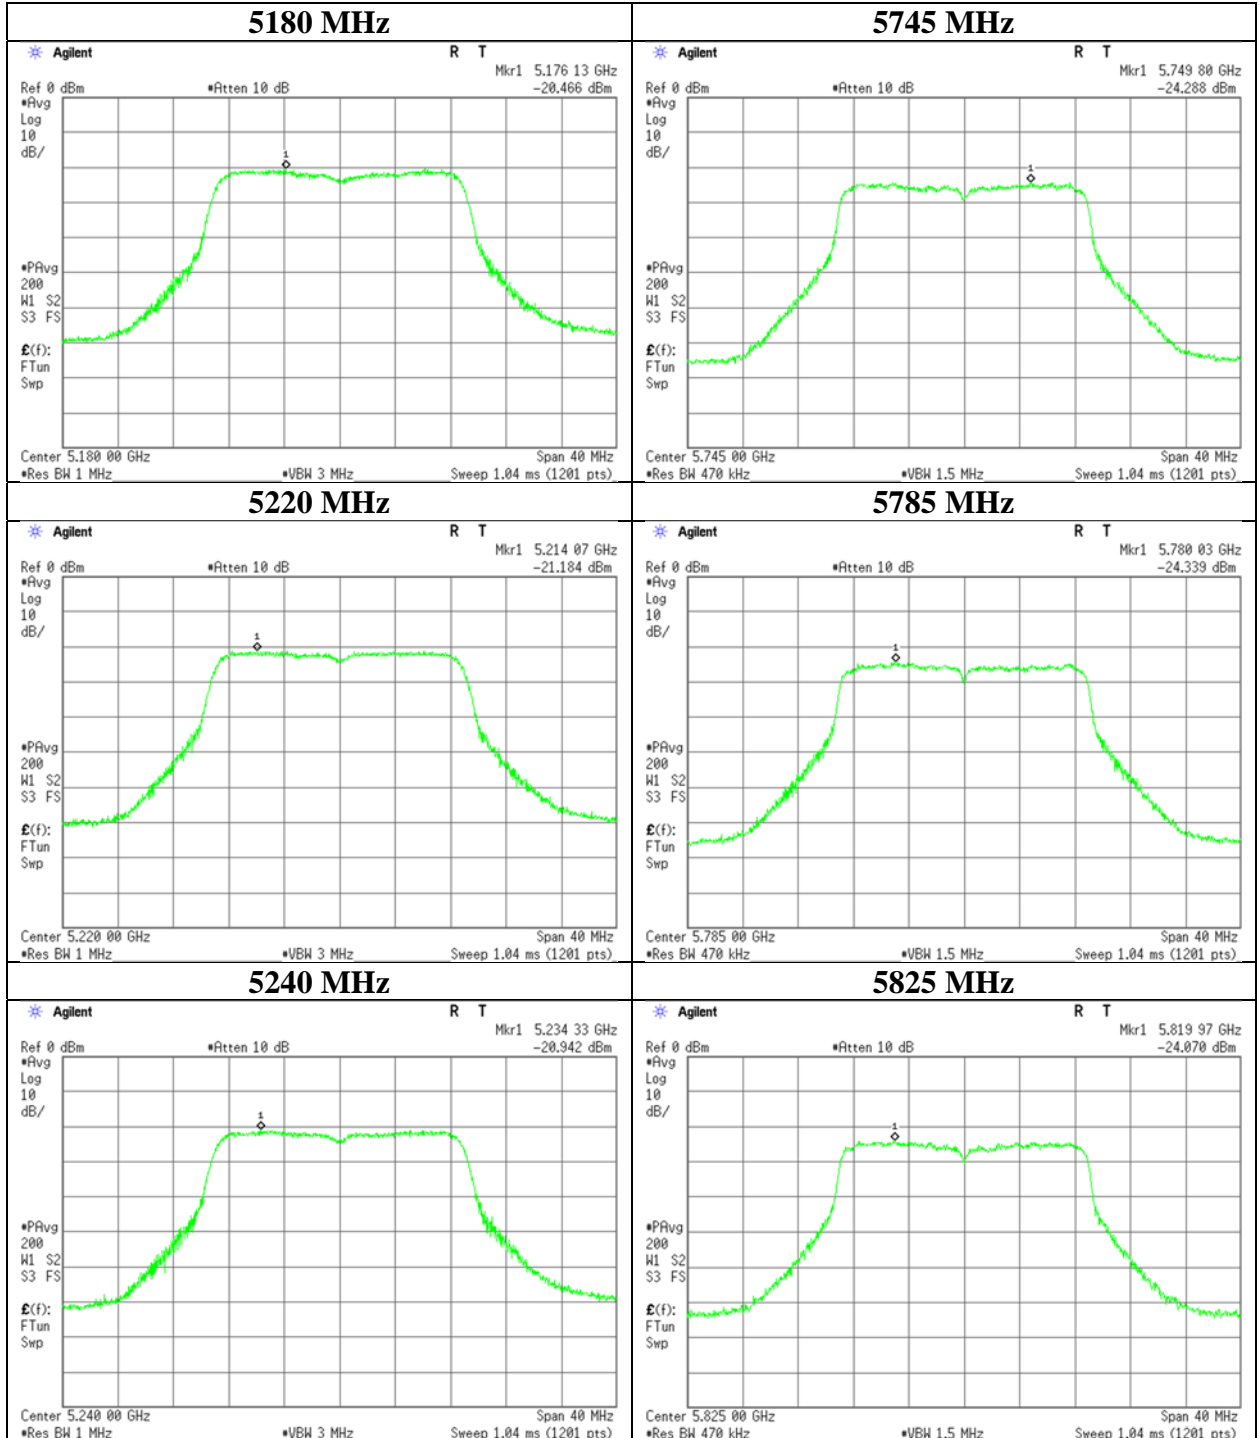 5180 MHz
Agilent
R T
Mkr1 5.176 13 GHz
Ref 0 dBm
#Atten 10 dB
-20.466 dBm
#Avg
Log
10
dB/
1
#PAvg
200
W1 S2
S3 FS
£(f):
FTun
Swp
Center 5.180 00 GHz
Span 40 MHz
#Res BW 1 MHz
#VBW 3 MHz
Sweep 1.04 ms (1201 pts)
5745 MHz
Agilent
R T
Mkr1 5.749 80 GHz
Ref 0 dBm
#Atten 10 dB
-24.288 dBm
#Avg
Log
10
dB/
1
#PAvg
200
W1 S2
S3 FS
£(f):
FTun
Swp
Center 5.745 00 GHz
Span 40 MHz
#Res BW 470 kHz
#VBW 1.5 MHz
Sweep 1.04 ms (1201 pts)
5220 MHz
Agilent
R T
Mkr1 5.214 07 GHz
Ref 0 dBm
#Atten 10 dB
-21.184 dBm
#Avg
Log
10
dB/
1
#PAvg
200
W1 S2
S3 FS
£(f):
FTun
Swp
Center 5.220 00 GHz
Span 40 MHz
#Res BW 1 MHz
#VBW 3 MHz
Sweep 1.04 ms (1201 pts)
5785 MHz
Agilent
R T
Mkr1 5.780 03 GHz
Ref 0 dBm
#Atten 10 dB
-24.339 dBm
#Avg
Log
10
dB/
1
#PAvg
200
W1 S2
S3 FS
£(f):
FTun
Swp
Center 5.785 00 GHz
Span 40 MHz
#Res BW 470 kHz
#VBW 1.5 MHz
Sweep 1.04 ms (1201 pts)
5240 MHz
Agilent
R T
Mkr1 5.234 33 GHz
Ref 0 dBm
#Atten 10 dB
-20.942 dBm
#Avg
Log
10
dB/
1
#PAvg
200
W1 S2
S3 FS
£(f):
FTun
Swp
Center 5.240 00 GHz
Span 40 MHz
#Res BW 1 MHz
#VBW 3 MHz
Sweep 1.04 ms (1201 pts)
5825 MHz
Agilent
R T
Mkr1 5.819 97 GHz
Ref 0 dBm
#Atten 10 dB
-24.070 dBm
#Avg
Log
10
dB/
1
#PAvg
200
W1 S2
S3 FS
£(f):
FTun
Swp
Center 5.825 00 GHz
Span 40 MHz
#Res BW 470 kHz
#VBW 1.5 MHz
Sweep 1.04 ms (1201 pts)